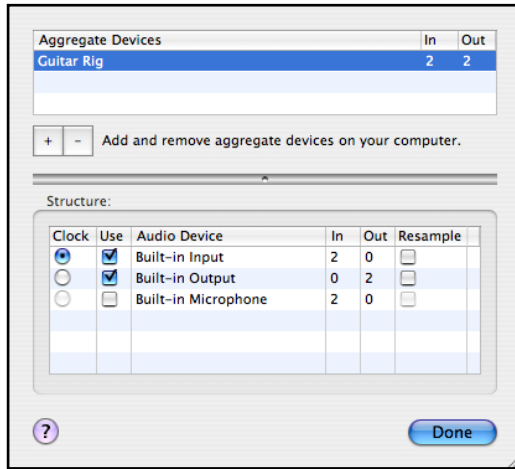 Aggregate Devices In Out
Guitar Rig 2 2
+ - Add and remove aggregate devices on your computer.
Structure:
Clock Use Audio Device In Out Resample
Built-in Input 2 0
Built-in Output 0 2
Built-in Microphone 2 0
? Done